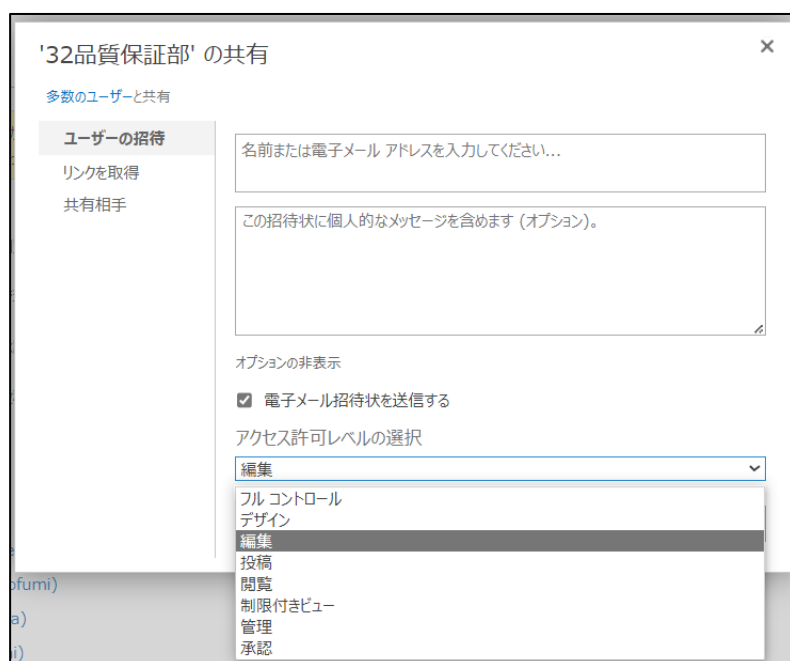 '32品質保証部' の共有
×
多数のユーザーと共有
ユーザーの招待
リンクを取得
共有相手
名前または電子メール アドレスを入力してください...
この招待状に個人的なメッセージを含めます (オプション)。
オプションの非表示
電子メール招待状を送信する
アクセス許可レベルの選択
編集
フル コントロール
デザイン
編集
投稿
閲覧
制限付きビュー
管理
承認
ofumi)
a)
i)